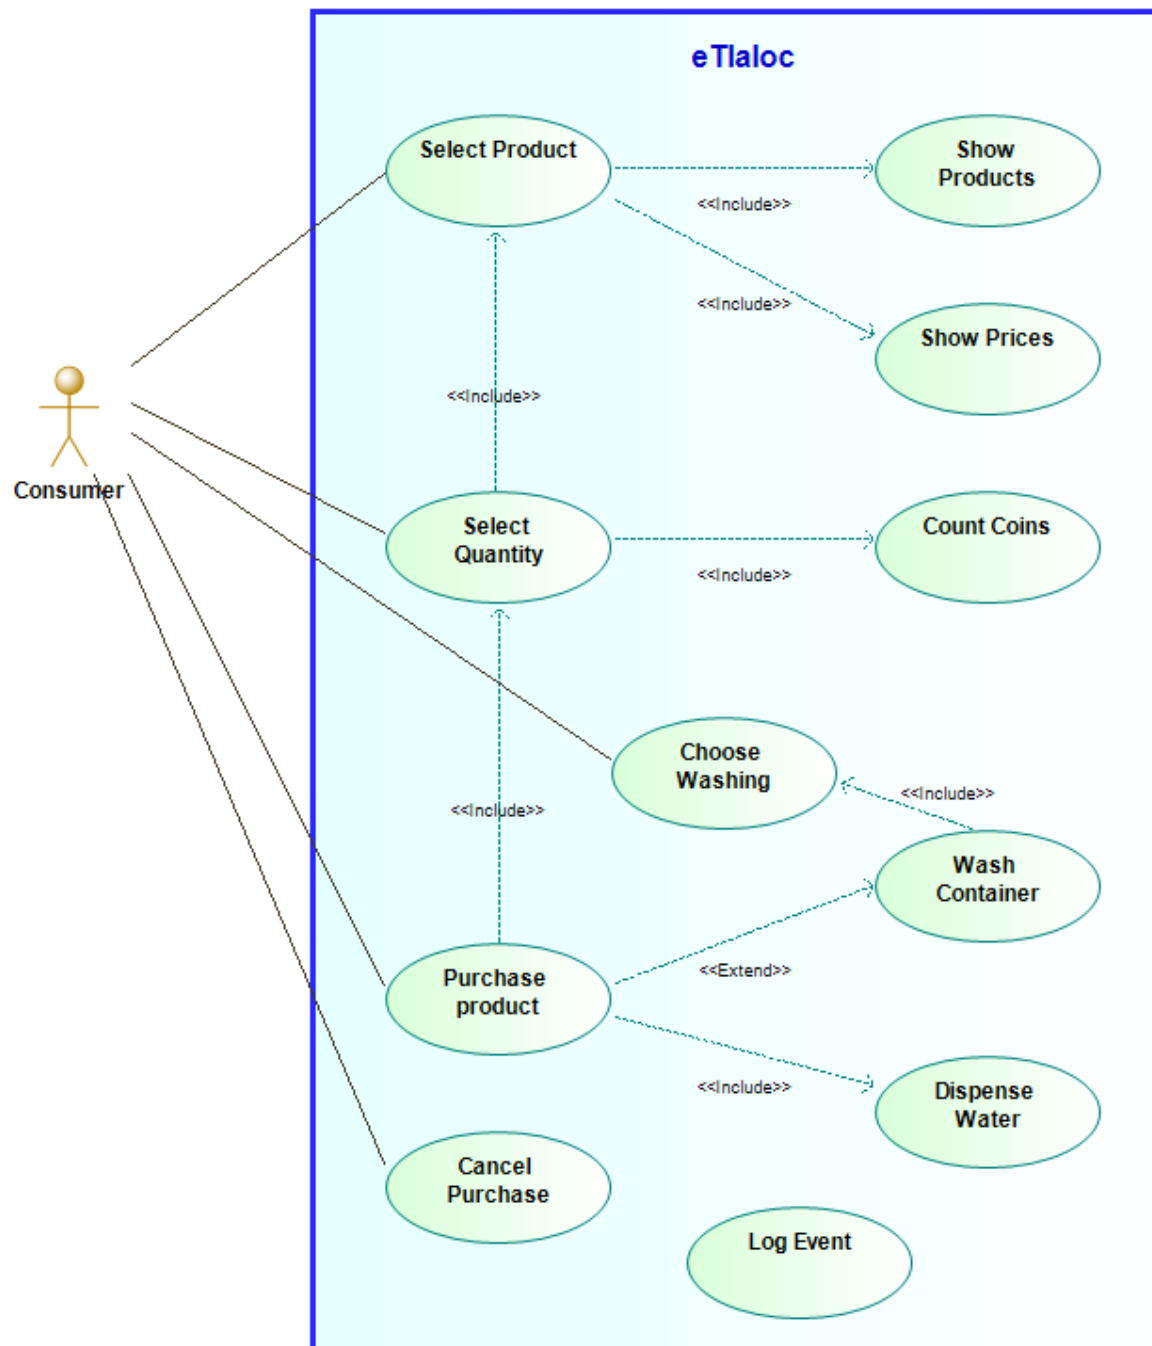 eTlaloc
Select Product
Show
Products
<<Include>>
<<Include>>
Show Prices
<<Include>>
Consumer
Select
Quantity
Count Coins
<<Include>>
Choose
Washing
<<Include>>
<<Include>>
Wash
Container
Purchase
product
<<Extend>>
<<Include>>
Dispense
Water
Cancel
Purchase
Log Event